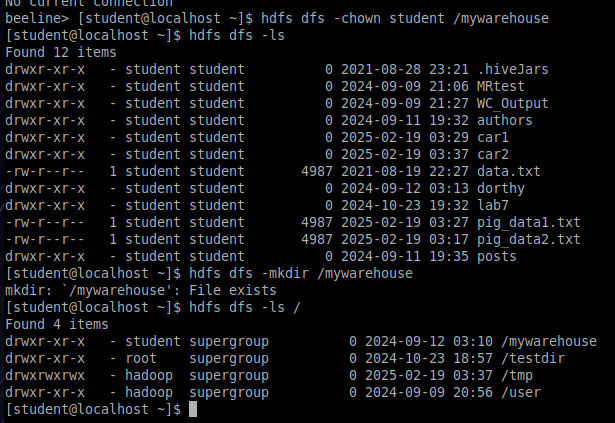 No current connection
beeline> [student@localhost ~]$ hdfs dfs -chown student /mywarehouse
[student@localhost ~]$ hdfs dfs -ls
Found 12 items
drwxr-xr-x   - student student          0 2021-08-28 23:21 .hiveJars
drwxr-xr-x   - student student          0 2024-09-09 21:06 MRtest
drwxr-xr-x   - student student          0 2024-09-09 21:27 WC_Output
drwxr-xr-x   - student student          0 2024-09-11 19:32 authors
drwxr-xr-x   - student student          0 2025-02-19 03:29 car1
drwxr-xr-x   - student student          0 2025-02-19 03:37 car2
-rw-r--r--   1 student student       4987 2021-08-19 22:27 data.txt
drwxr-xr-x   - student student          0 2024-09-12 03:13 dorthy
drwxr-xr-x   - student student          0 2024-10-23 19:32 lab7
-rw-r--r--   1 student student       4987 2025-02-19 03:27 pig_data1.txt
-rw-r--r--   1 student student       4987 2025-02-19 03:17 pig_data2.txt
drwxr-xr-x   - student student          0 2024-09-11 19:35 posts
[student@localhost ~]$ hdfs dfs -mkdir /mywarehouse
mkdir: `/mywarehouse': File exists
[student@localhost ~]$ hdfs dfs -ls /
Found 4 items
drwxr-xr-x   - student supergroup          0 2024-09-12 03:10 /mywarehouse
drwxr-xr-x   - root    supergroup          0 2024-10-23 18:57 /testdir
drwxrwxrwx   - hadoop  supergroup          0 2025-02-19 03:37 /tmp
drwxr-xr-x   - hadoop  supergroup          0 2024-09-09 20:56 /user
[student@localhost ~]$